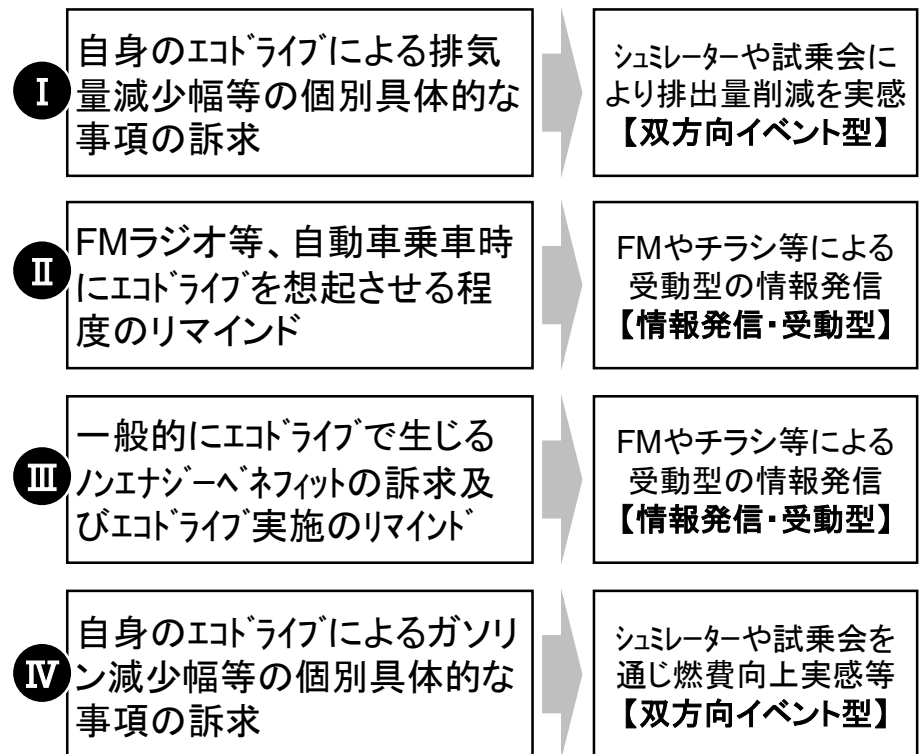 Ⅰ
自身のｴｺﾄﾞﾗｲﾌﾞによる排気
量減少幅等の個別具体的な
事項の訴求
ｼｭﾐﾚｰﾀｰや試乗会に
より排出量削減を実感
【双方向イベント型】
Ⅱ
FMラジオ等、自動車乗車時
にｴｺﾄﾞﾗｲﾌﾞを想起させる程
度のリマインド
FMやチラシ等による
受動型の情報発信
【情報発信・受動型】
Ⅲ
一般的にｴｺﾄﾞﾗｲﾌﾞで生じる
ﾉﾝｴﾅｼﾞｰﾍﾞﾈﾌｨｯﾄの訴求及
びｴｺﾄﾞﾗｲﾌﾞ実施のﾘﾏｲﾝﾄﾞ
FMやチラシ等による
受動型の情報発信
【情報発信・受動型】
Ⅳ
自身のｴｺﾄﾞﾗｲﾌﾞによるガソリ
ン減少幅等の個別具体的な
事項の訴求
ｼｭﾐﾚｰﾀｰや試乗会を
通じ燃費向上実感等
【双方向イベント型】